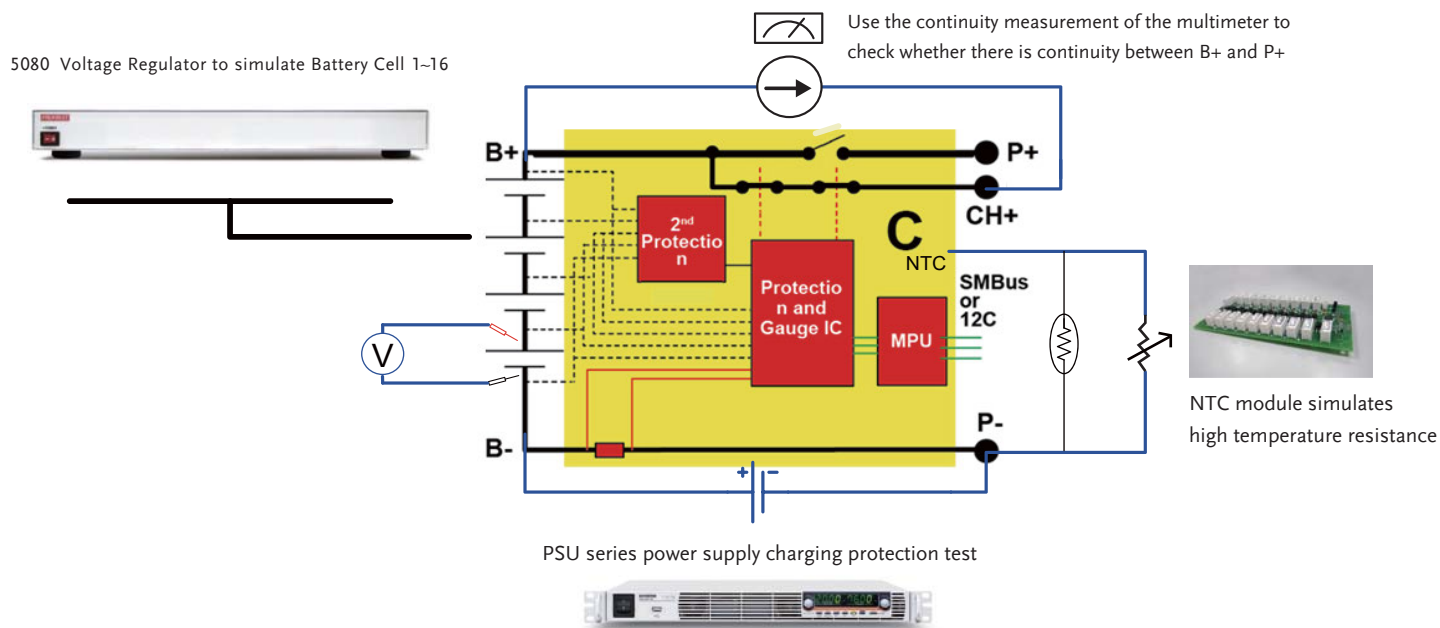 Use the continuity measurement of the multimeter to
check whether there is continuity between B+ and P+
5080 Voltage Regulator to simulate Battery Cell 1~16
B+
P+
CH+
2nd
Protectio
n
C
NTC
Protectio
n and
Gauge IC
SMBus
or
12C
MPU
V
NTC module simulates
high temperature resistance
P-
B-
+ −
PSU series power supply charging protection test